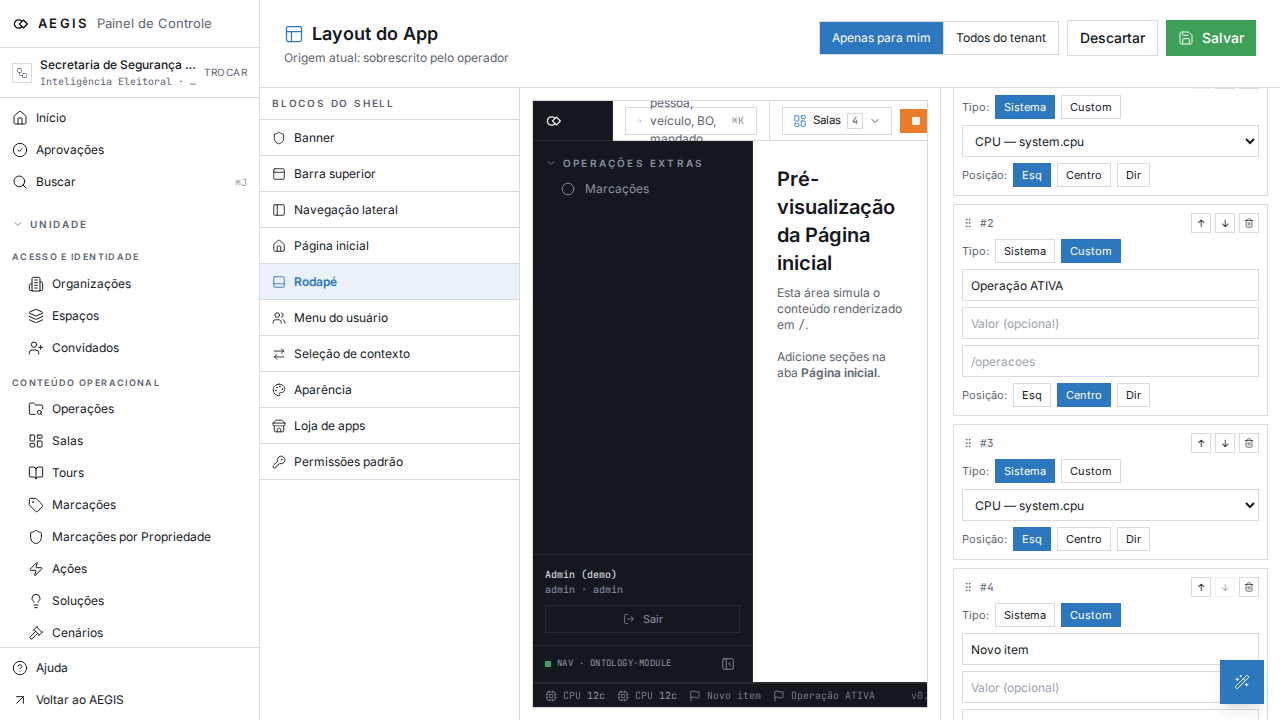 AEGIS Painel de Controle
Secretaria de Segurança ...
Inteligência Eleitoral · …
TROCAR
Início
Aprovações
Buscar ⌘J
UNIDADE
ACESSO E IDENTIDADE
Organizações
Espaços
Convidados
CONTEÚDO OPERACIONAL
Operações
Salas
Tours
Marcações
Marcações por Propriedade
Ações
Soluções
Cenários
Ajuda
Voltar ao AEGIS
Layout do App
Origem atual: sobrescrito pelo operador
Apenas para mim
Todos do tenant
Descartar
Salvar
BLOCOS DO SHELL
Banner
Barra superior
Navegação lateral
Página inicial
Rodapé
Menu do usuário
Seleção de contexto
Aparência
Loja de apps
Permissões padrão
pessoa,
veículo, BO,
mandado
⌘K
Salas 4
OPERAÇÕES EXTRAS
Marcações
Pré-
visualização
da Página
inicial
Esta área simula o
conteúdo renderizado
em /.
Adicione seções na
aba Página inicial.
Admin (demo)
admin · admin
Sair
NAV · ONTOLOGY-MODULE
CPU 12c
CPU 12c
Novo item
Operação ATIVA
v0.
Tipo: Sistema Custom
CPU — system.cpu
Posição: Esq Centro Dir
#2
Tipo: Sistema Custom
Operação ATIVA
Valor (opcional)
/operacoes
Posição: Esq Centro Dir
#3
Tipo: Sistema Custom
CPU — system.cpu
Posição: Esq Centro Dir
#4
Tipo: Sistema Custom
Novo item
Valor (opcional)